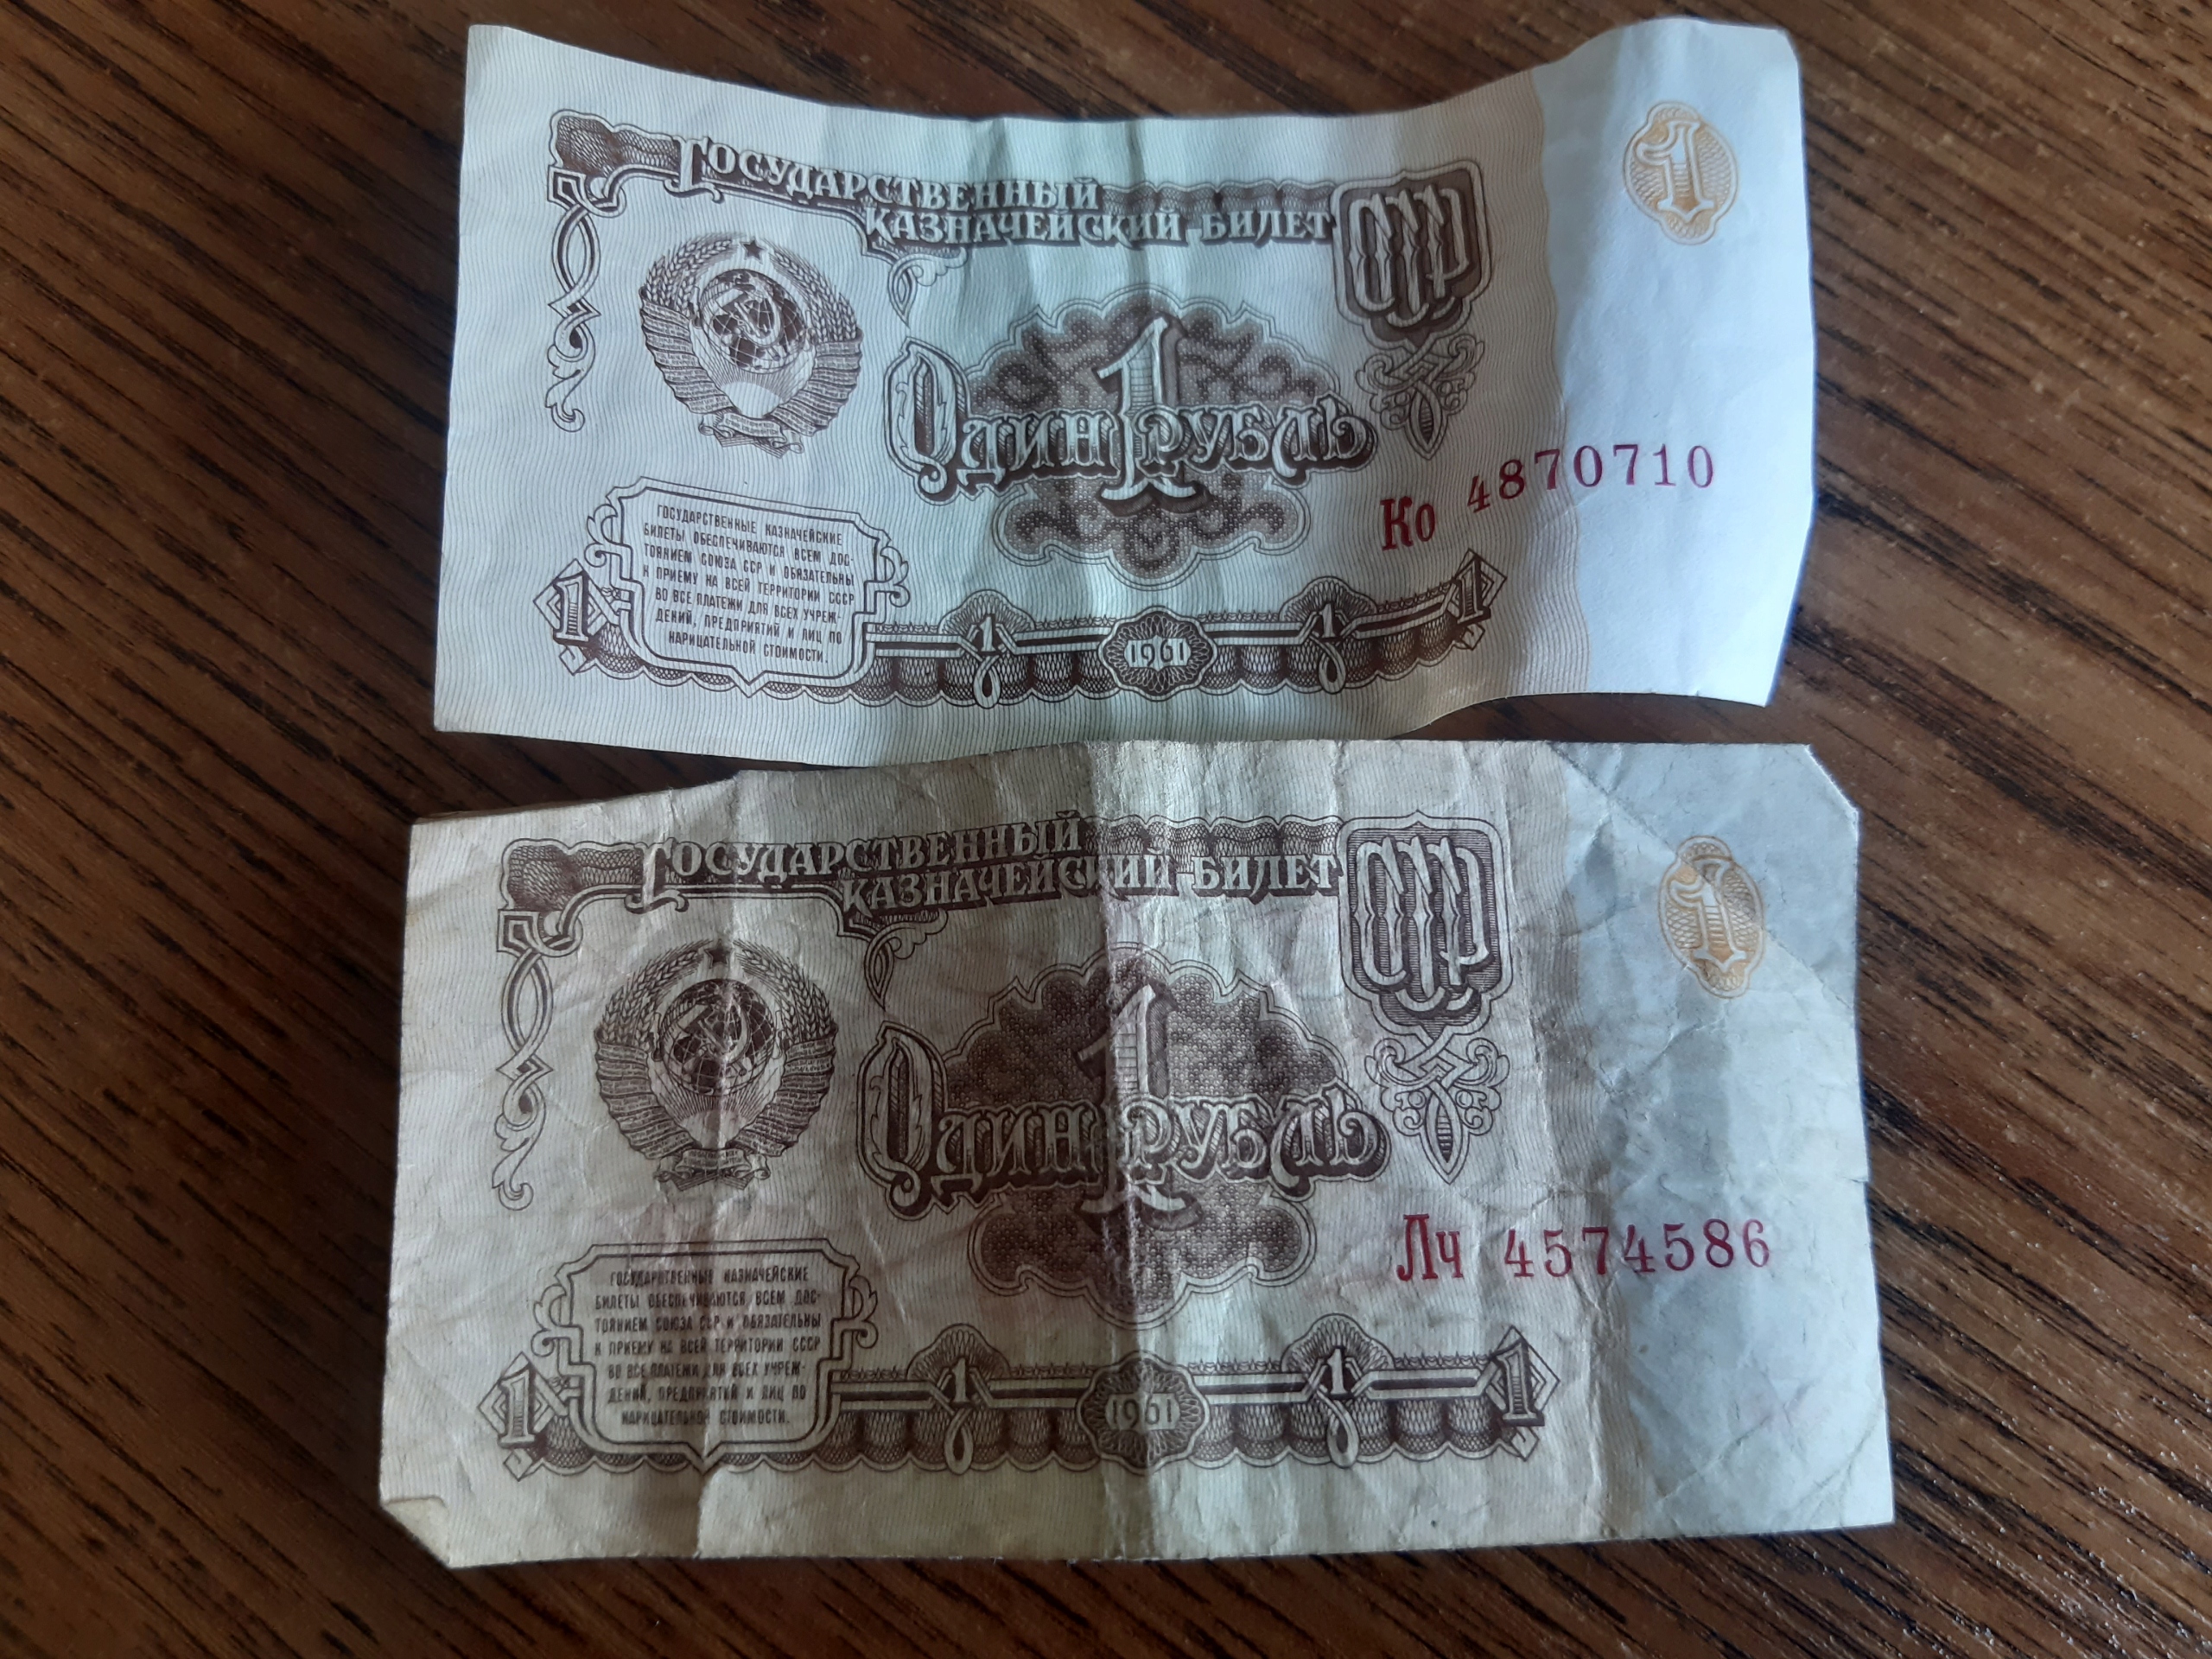 ГОСУДАРСТВЕННЫЙ
КАЗНАЧЕЙСКИЙ БИЛЕТ
СССР
1
1
ОДИН РУБЛЬ
Ко 4870710
ГОСУДАРСТВЕННЫЕ КАЗНАЧЕЙСКИЕ
БИЛЕТЫ ОБЕСПЕЧИВАЮТСЯ ВСЕМ ДОС-
ТОЯНИЕМ СОЮЗА ССР И ОБЯЗАТЕЛЬНЫ
К ПРИЕМУ НА ВСЕЙ ТЕРРИТОРИИ СССР
ВО ВСЕ ПЛАТЕЖИ ДЛЯ ВСЕХ УЧРЕЖ-
ДЕНИЙ, ПРЕДПРИЯТИЙ И ЛИЦ ПО
НАРИЦАТЕЛЬНОЙ СТОИМОСТИ.
1 1 1961 1 1
ГОСУДАРСТВЕННЫЙ
КАЗНАЧЕЙСКИЙ БИЛЕТ
СССР
1
1
ОДИН РУБЛЬ
Лч 4574586
ГОСУДАРСТВЕННЫЕ КАЗНАЧЕЙСКИЕ
БИЛЕТЫ ОБЕСПЕЧИВАЮТСЯ ВСЕМ ДОС-
ТОЯНИЕМ СОЮЗА ССР И ОБЯЗАТЕЛЬНЫ
К ПРИЕМУ НА ВСЕЙ ТЕРРИТОРИИ СССР
ВО ВСЕ ПЛАТЕЖИ ДЛЯ ВСЕХ УЧРЕЖ-
ДЕНИЙ, ПРЕДПРИЯТИЙ И ЛИЦ ПО
НАРИЦАТЕЛЬНОЙ СТОИМОСТИ.
1 1 1961 1 1